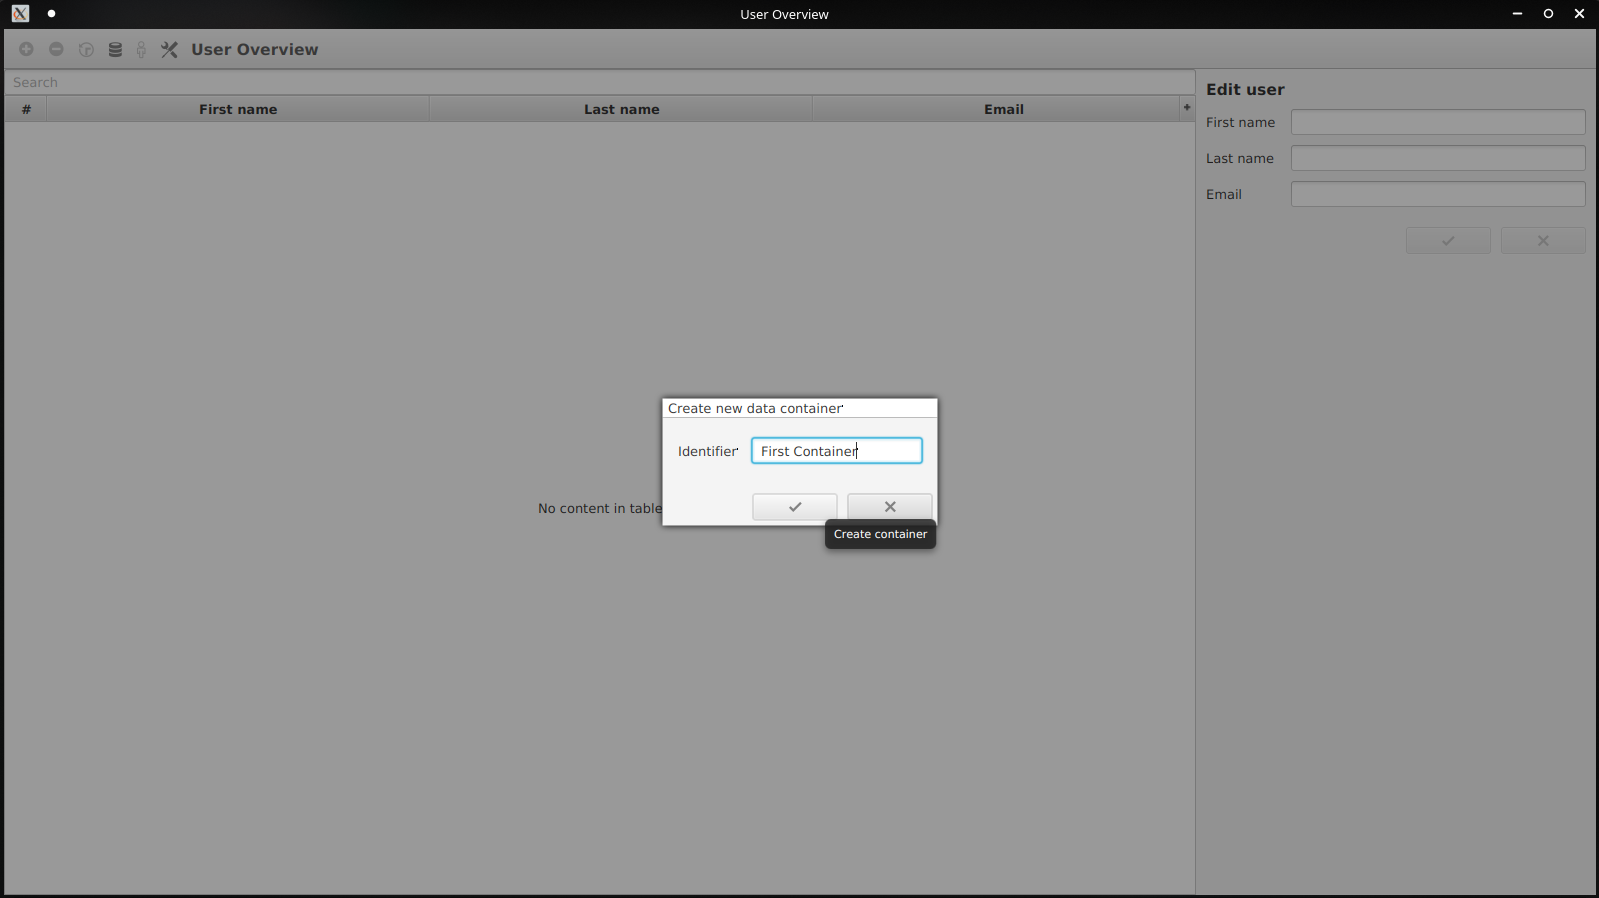 User Overview
User Overview
Search
# First name Last name Email +
Edit user
First name
Last name
Email
Create new data container
Identifier First Container
No content in table
Create container